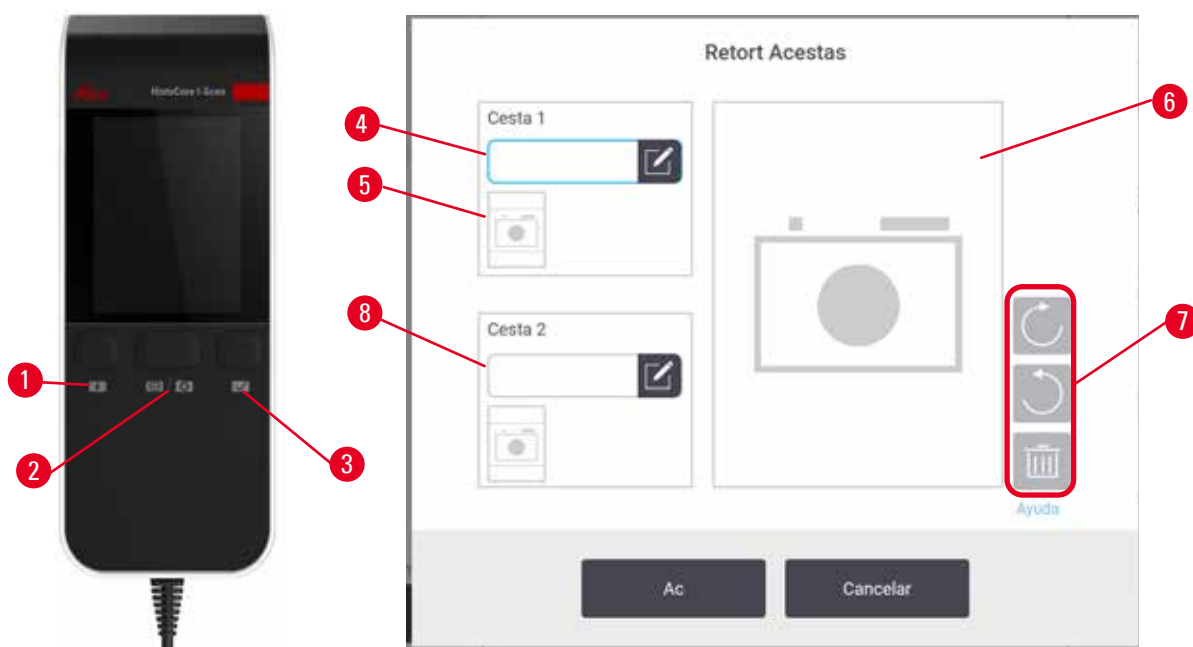 Leica
HistoCore I-Scan
1
2
3
Retort Acestas
Cesta 1
4
5
6
Cesta 2
8
7
Ayuda
Ac
Cancelar